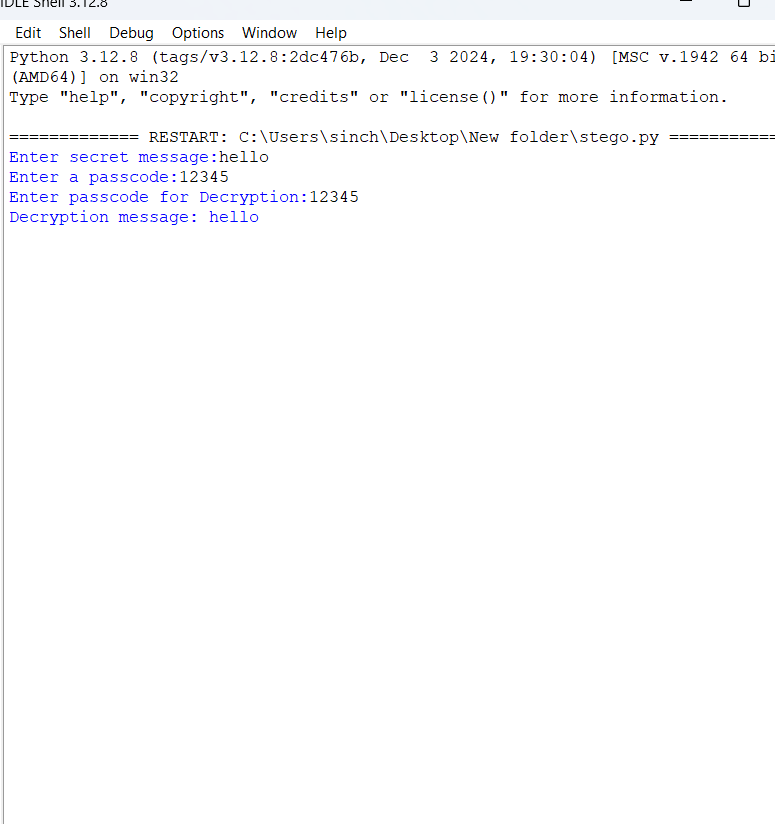 IDLE Shell 3.12.8
Edit Shell Debug Options Window Help
Python 3.12.8 (tags/v3.12.8:2dc476b, Dec  3 2024, 19:30:04) [MSC v.1942 64 bi
(AMD64)] on win32
Type "help", "copyright", "credits" or "license()" for more information.
============= RESTART: C:\Users\sinch\Desktop\New folder\stego.py ===========
Enter secret message:hello
Enter a passcode:12345
Enter passcode for Decryption:12345
Decryption message: hello